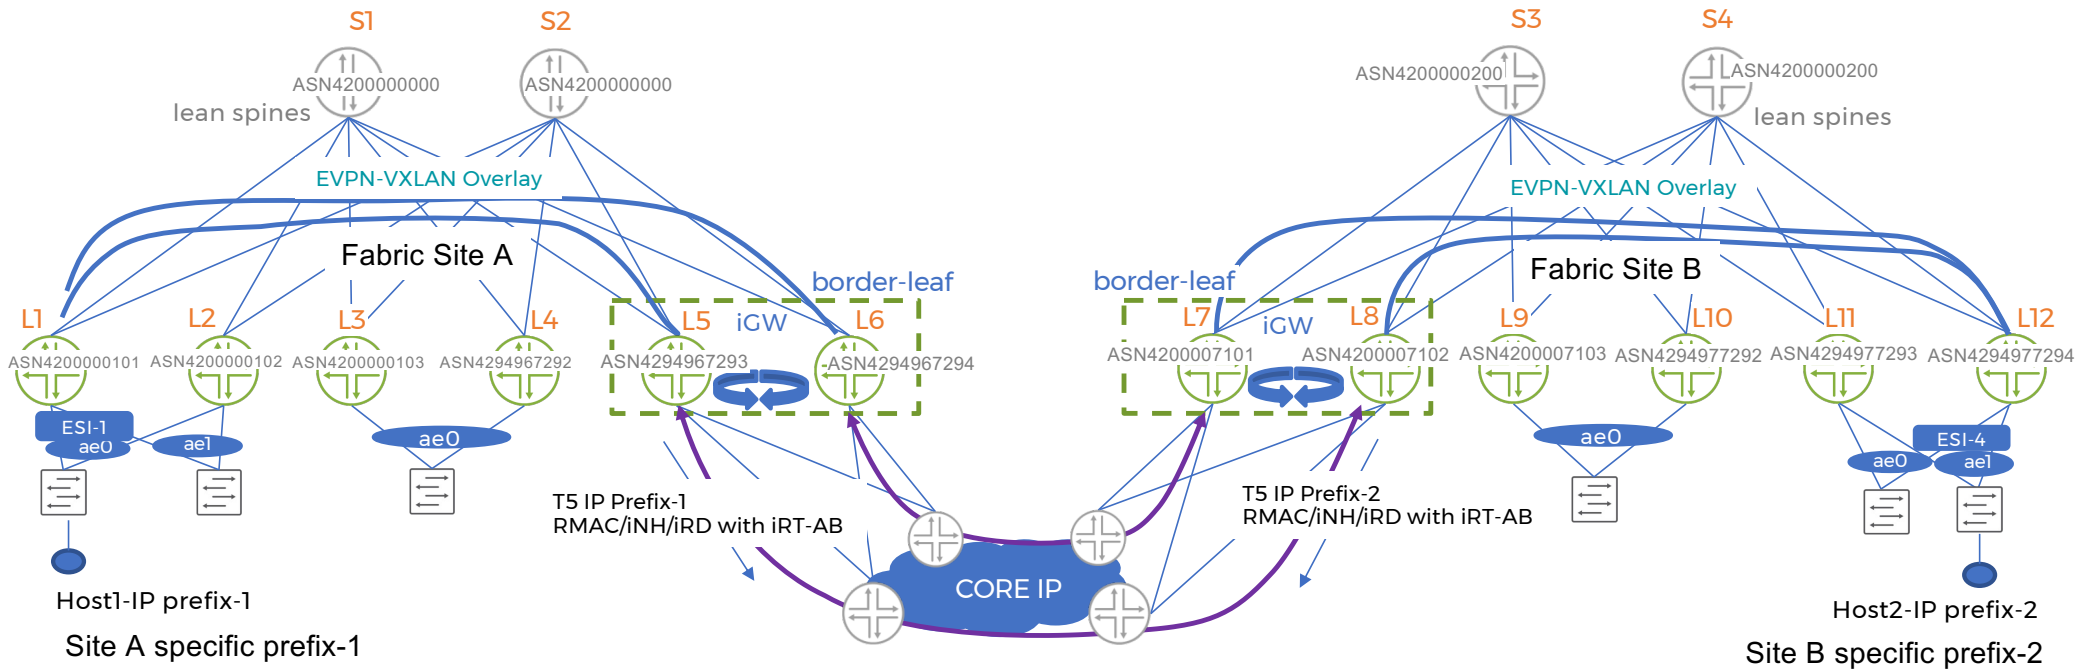 S1
S2
S3
S4
ASN4200000000
ASN4200000000
ASN4200000200
ASN4200000200
lean spines
lean spines
EVPN-VXLAN Overlay
EVPN-VXLAN Overlay
Fabric Site A
Fabric Site B
border-leaf
border-leaf
L1
L2
L3
L4
L5
iGW
L6
L7
iGW
L8
L9
L10
L11
L12
ASN4200000101
ASN4200000102
ASN4200000103
ASN4294967292
ASN4294967293
-ASN4294967294
ASN4200007101
ASN4200007102
ASN4200007103
ASN4294977292
ASN4294977293
ASN4294977294
ESI-1
ae0
ae1
ae0
ae0
ESI-4
ae0
ae1
T5 IP Prefix-1
RMAC/iNH/iRD with iRT-AB
T5 IP Prefix-2
RMAC/iNH/iRD with iRT-AB
CORE IP
Host1-IP prefix-1
Site A specific prefix-1
Host2-IP prefix-2
Site B specific prefix-2